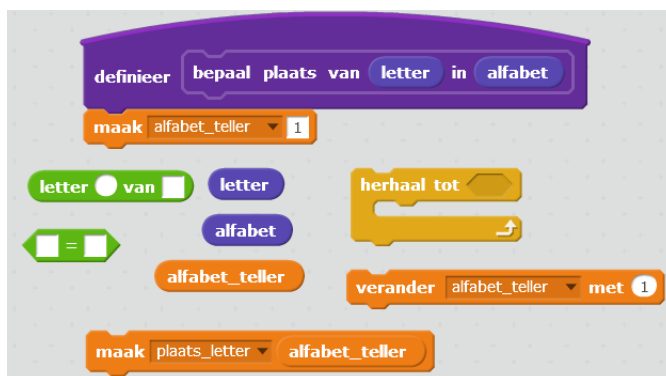 definieer bepaal plaats van letter in alfabet
maak alfabet_teller 1
letter van letter herhaal tot
alfabet
=
alfabet_teller
verander alfabet_teller met 1
maak plaats_letter alfabet_teller